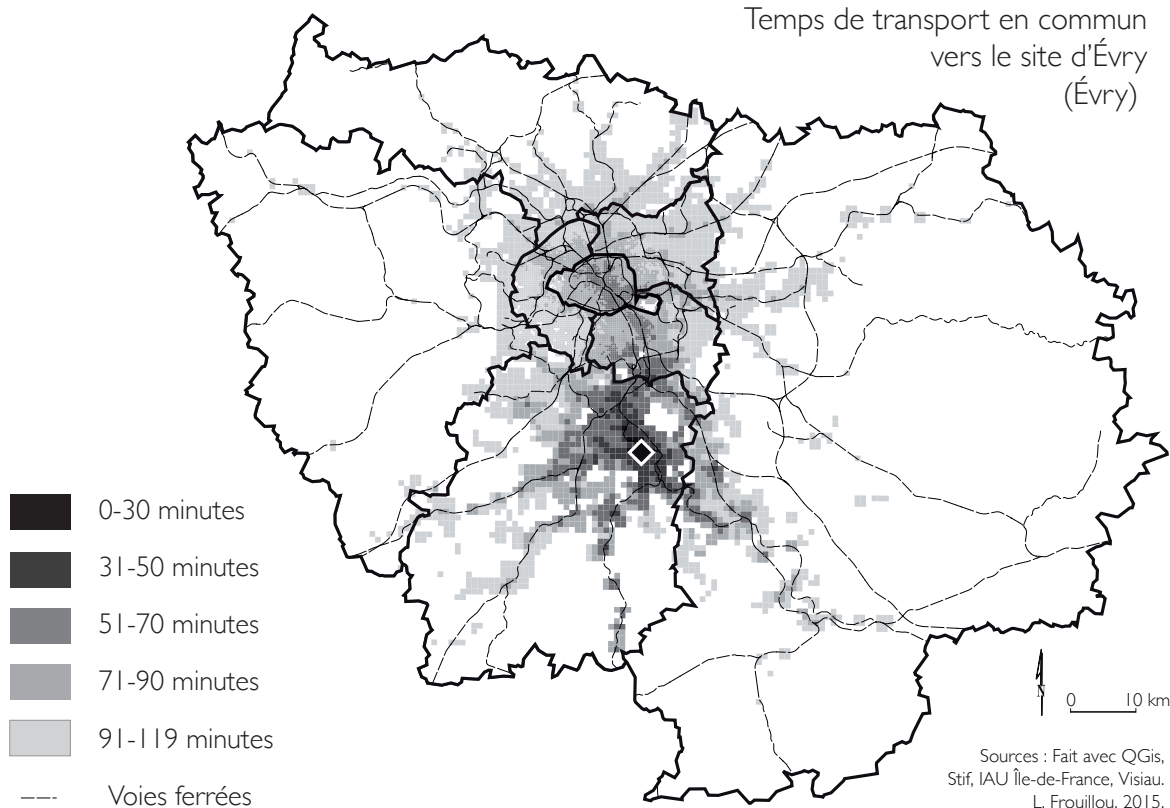 Temps de transport en commun
vers le site d'Évry
(Évry)
0-30 minutes
31-50 minutes
51-70 minutes
71-90 minutes
91-119 minutes
Voies ferrées
N
0 10 km
Sources : Fait avec QGis,
Stif, IAU Île-de-France, Visiau.
L. Frouillou, 2015.